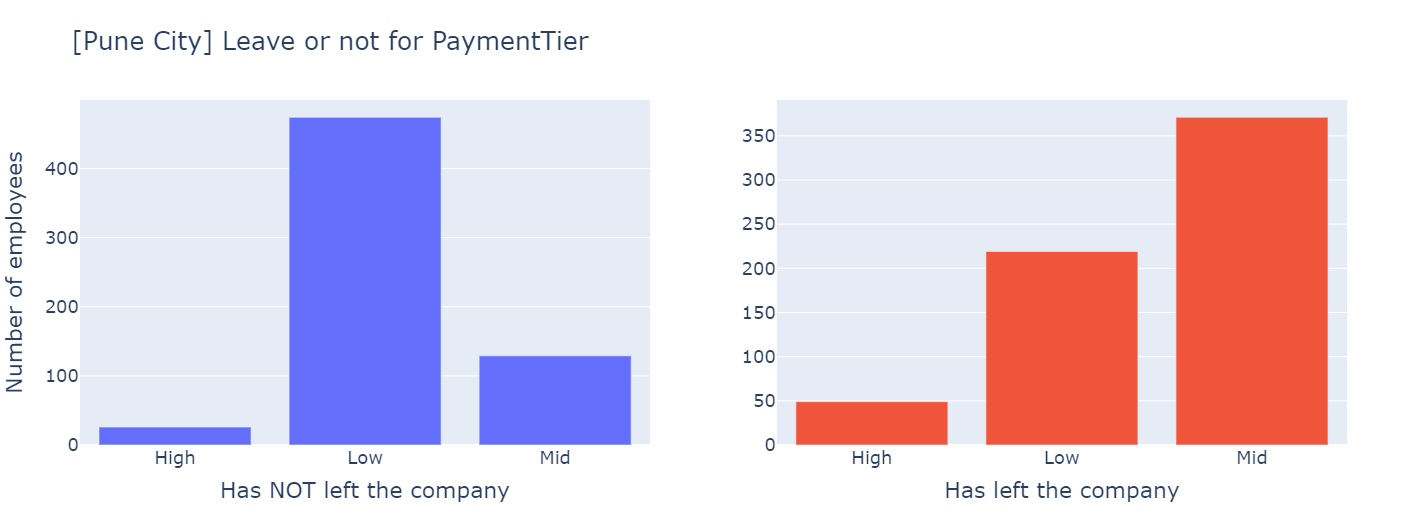 [Pune City] Leave or not for PaymentTier
Number of employees
400
300
200
100
0
High Low Mid
Has NOT left the company
350
300
250
200
150
100
50
0
High Low Mid
Has left the company